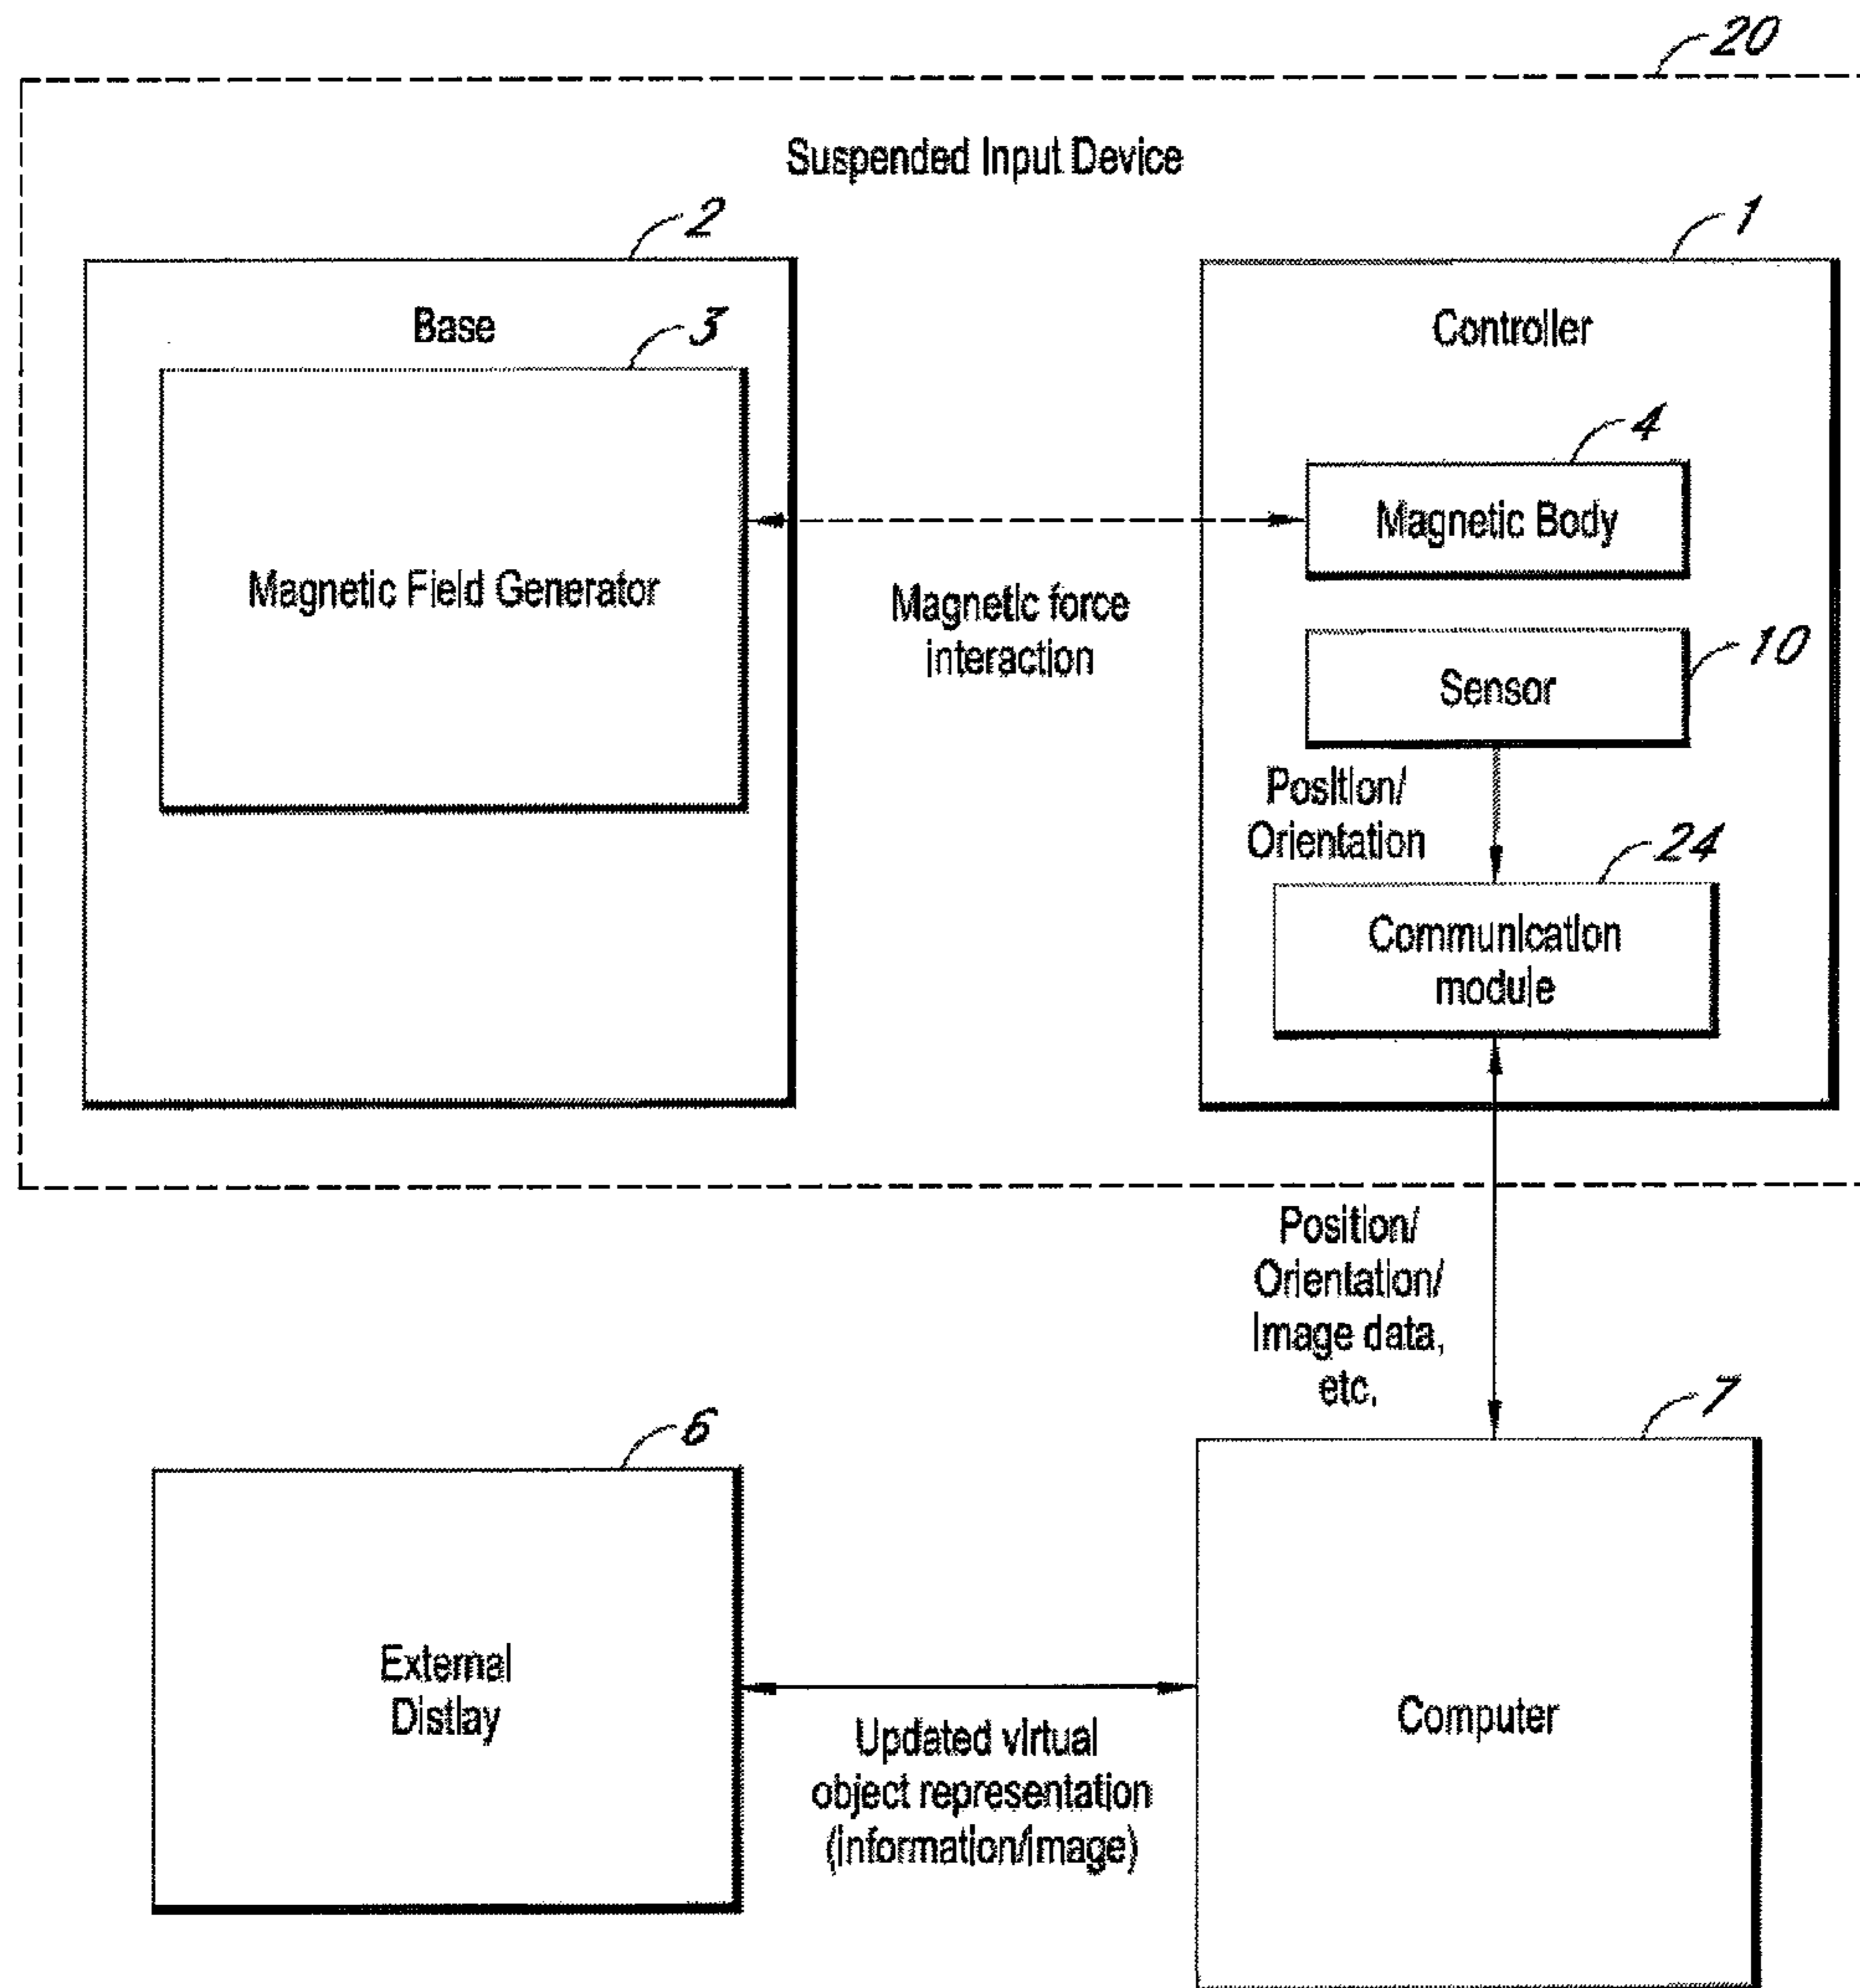 20
Suspended Input Device
2
1
Base
3
Controller
4
Magnetic Body
Magnetic Field Generator
Magnetic force
interaction
10
Sensor
Position/
Orientation
24
Communication
module
Position/
Orientation/
Image data,
etc.
6
7
External
Distlay
Computer
Updated virtual
object representation
(information/image)